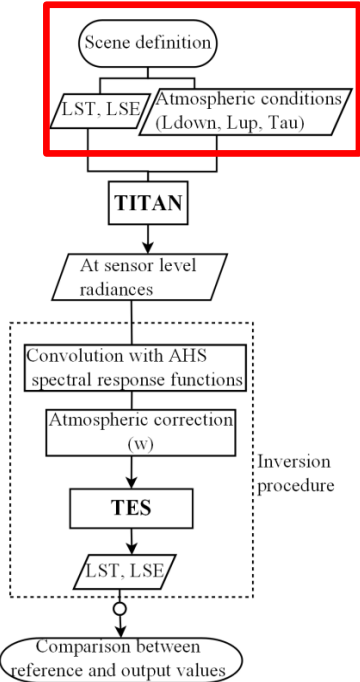 Scene definition
LST, LSE
Atmospheric conditions
(Ldown, Lup, Tau)
TITAN
At sensor level
radiances
Convolution with AHS
spectral response functions
Atmospheric correction
(w)
Inversion
procedure
TES
LST, LSE
Comparison between
reference and output values